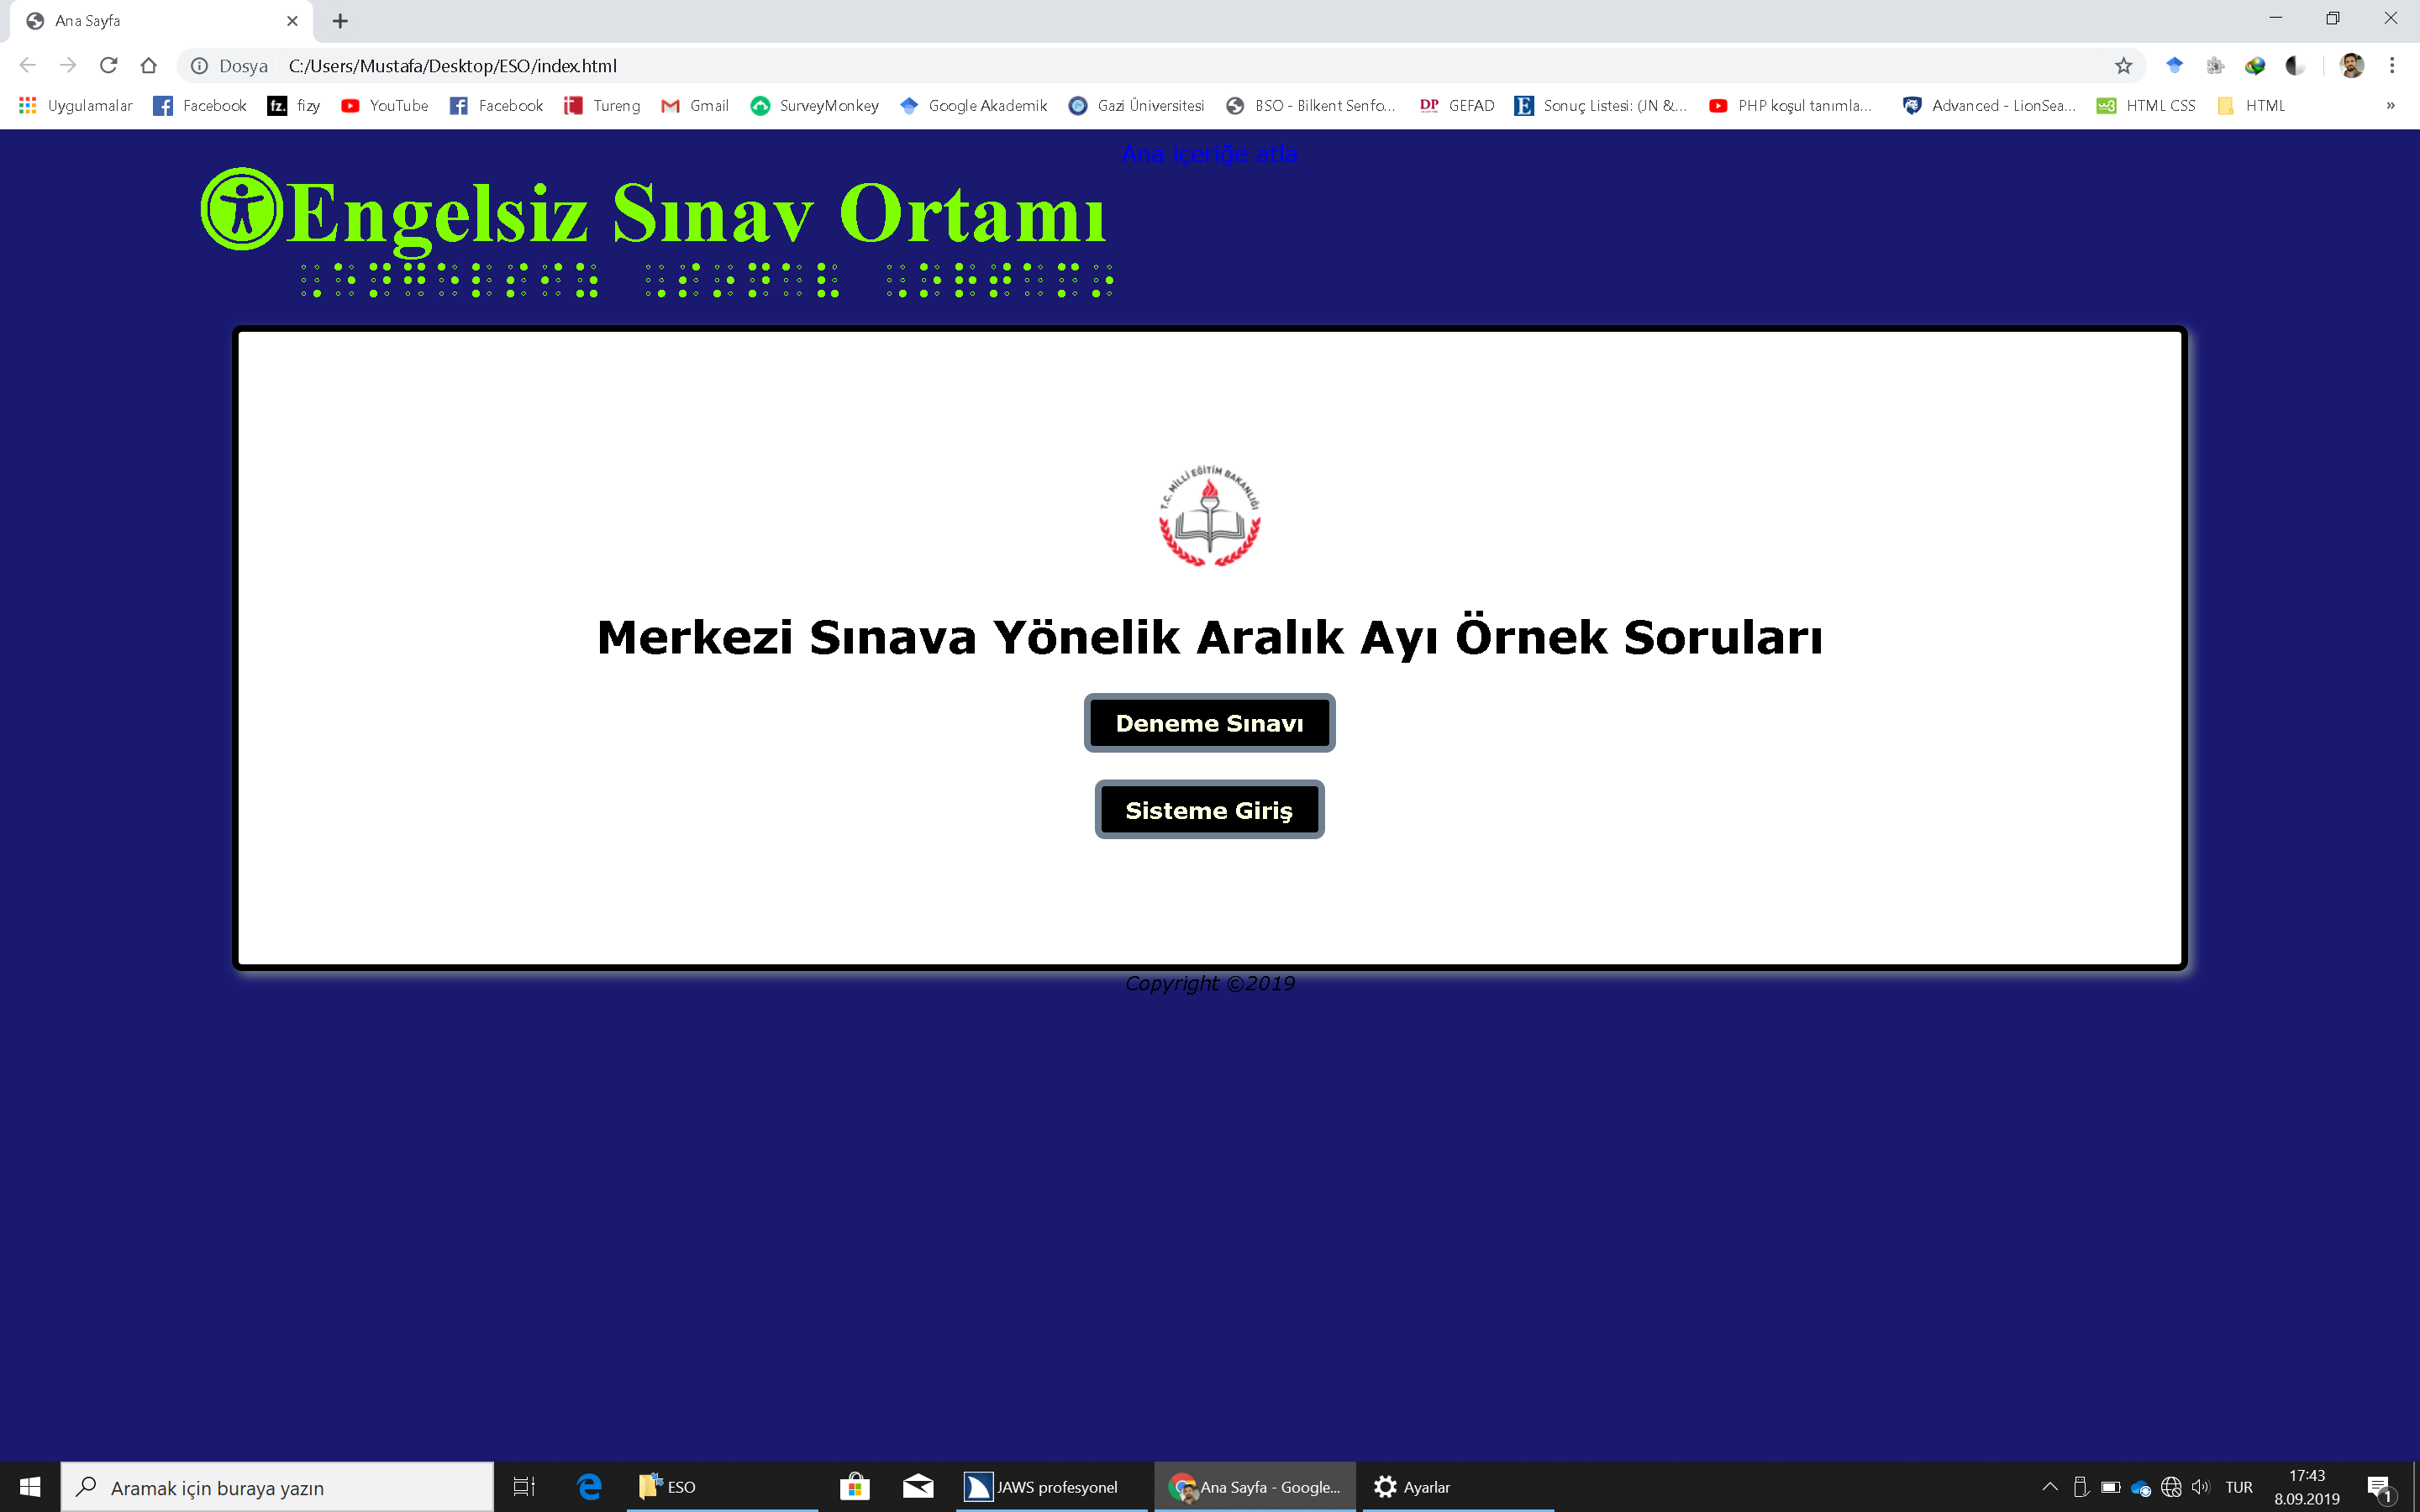 Ana Sayfa
Dosya C:/Users/Mustafa/Desktop/ESO/index.html
Uygulamalar Facebook fz. fizy YouTube Facebook Tureng Gmail SurveyMonkey Google Akademik Gazi Üniversitesi BSO - Bilkent Senfo... DP GEFAD E Sonuç Listesi: (JN &... PHP koşul tanımla... Advanced - LionSea... w3 HTML CSS HTML »
Ana içeriğe atla
Engelsiz Sınav Ortamı
T.C. MİLLİ EĞİTİM BAKANLIĞI
Merkezi Sınava Yönelik Aralık Ayı Örnek Soruları
Deneme Sınavı
Sisteme Giriş
Copyright ©2019
Aramak için buraya yazın ESO JAWS profesyonel Ana Sayfa - Google... Ayarlar TUR 17:43
8.09.2019 1